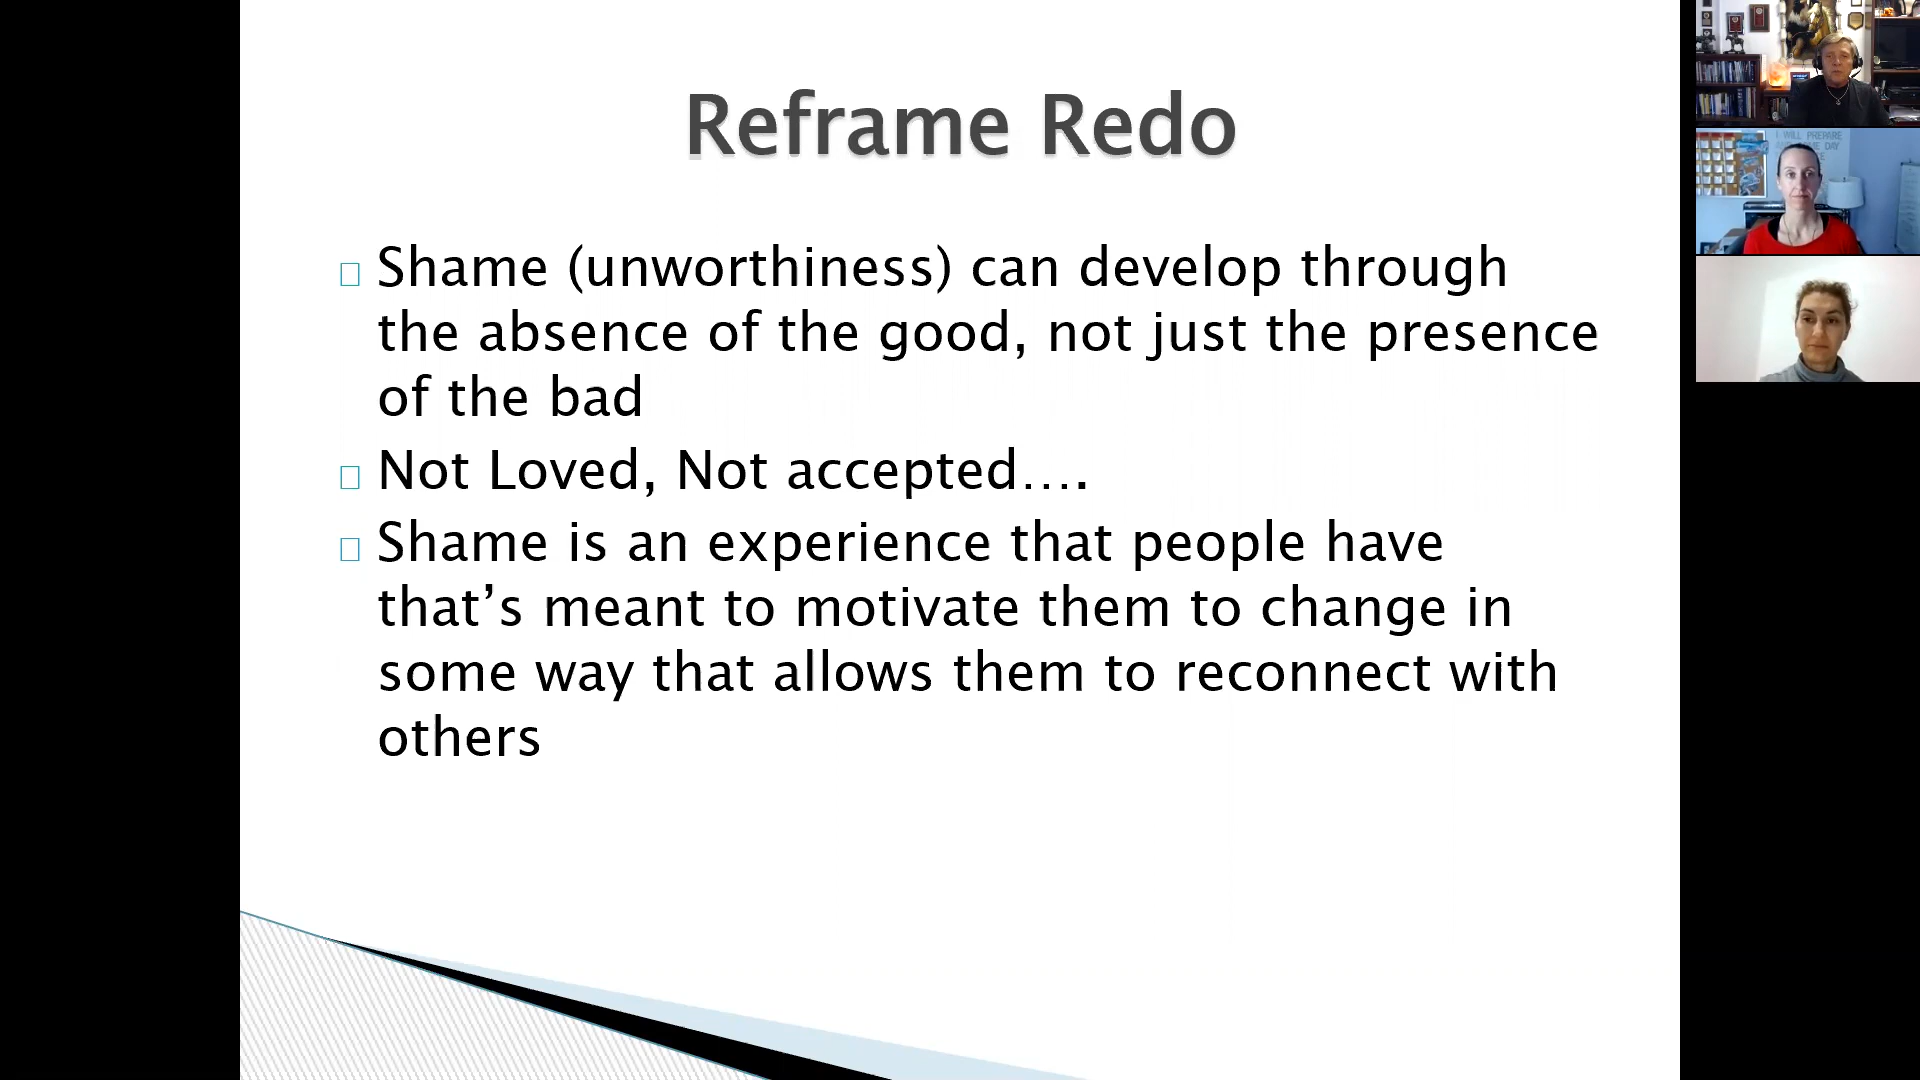 Reframe Redo
Shame (unworthiness) can develop through
the absence of the good, not just the presence
of the bad
Not Loved, Not accepted….
Shame is an experience that people have
that’s meant to motivate them to change in
some way that allows them to reconnect with
others
I WILL PREPARE